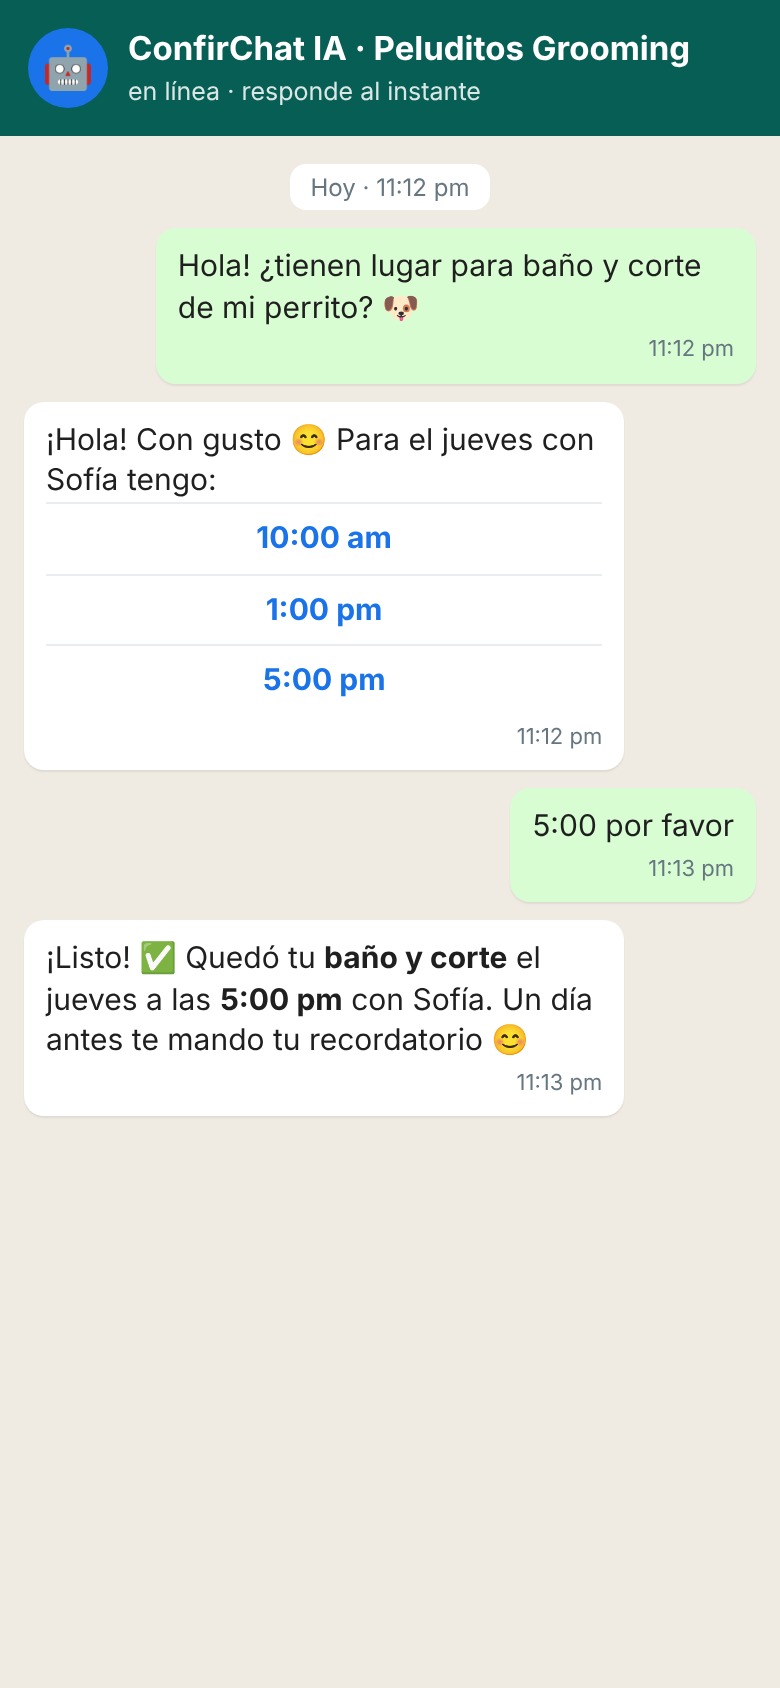 ConfirChat IA · Peluditos Grooming
en línea · responde al instante
Hoy · 11:12 pm
Hola! ¿tienen lugar para baño y corte
de mi perrito? 🐶
11:12 pm
¡Hola! Con gusto 😊 Para el jueves con
Sofía tengo:
10:00 am
1:00 pm
5:00 pm
11:12 pm
5:00 por favor
11:13 pm
¡Listo! ✅ Quedó tu baño y corte el
jueves a las 5:00 pm con Sofía. Un día
antes te mando tu recordatorio 😊
11:13 pm